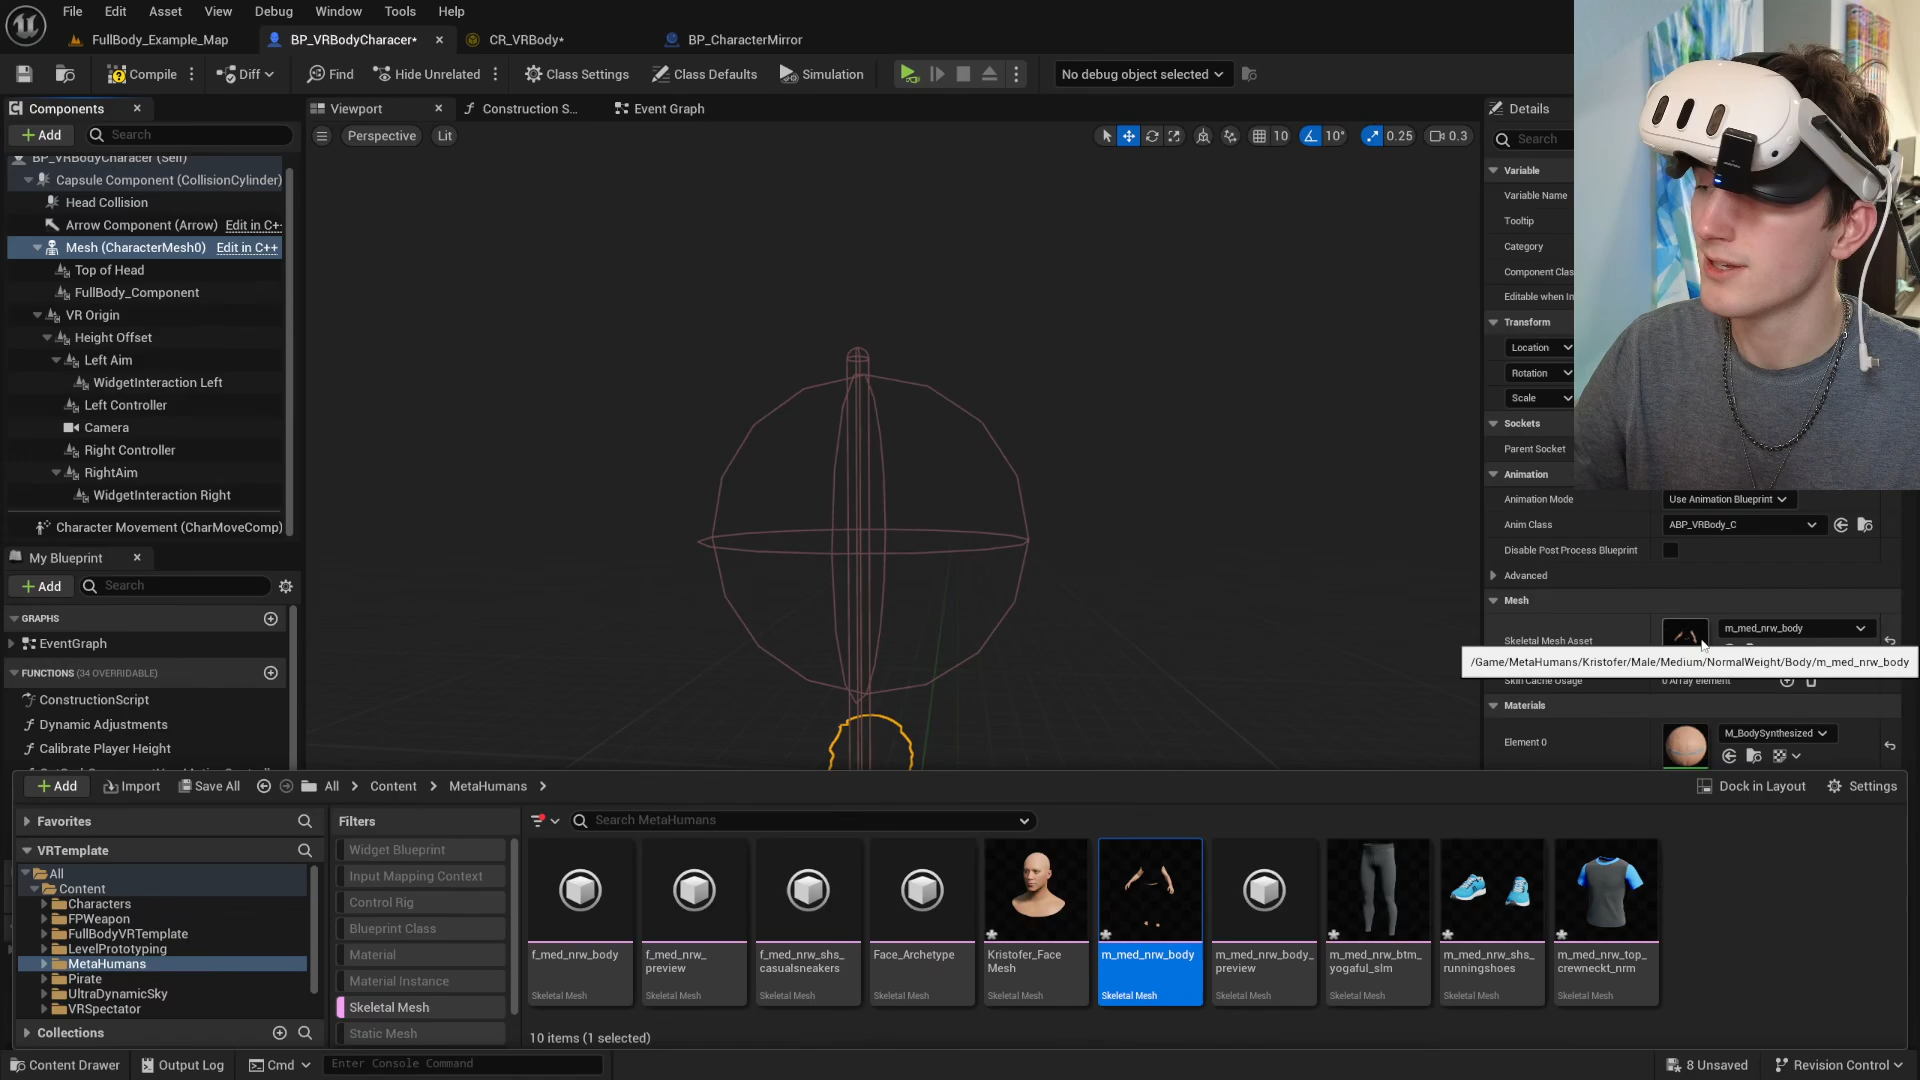 File Edit Asset View Debug Window Tools Help
FullBody_Example_Map BP_VRBodyCharacer* CR_VRBody* BP_CharacterMirror
Compile Diff Find Hide Unrelated Class Settings Class Defaults Simulation No debug object selected
Components Viewport Construction S... Event Graph Details
Add Search Perspective Lit 10 10° 0.25 0.3 Search
BP_VRBodyCharacer (Self)
Capsule Component (CollisionCylinder)
Head Collision
Arrow Component (Arrow) Edit in C++
Mesh (CharacterMesh0) Edit in C++
Top of Head
FullBody_Component
VR Origin
Height Offset
Left Aim
WidgetInteraction Left
Left Controller
Camera
Right Controller
RightAim
WidgetInteraction Right
Character Movement (CharMoveComp)
Variable
Variable Name
Tooltip
Category
Component Clas
Editable when In
Transform
Location
Rotation
Scale
Sockets
Parent Socket
Animation
Animation Mode Use Animation Blueprint
Anim Class ABP_VRBody_C
Disable Post Process Blueprint
Advanced
Mesh
Skeletal Mesh Asset m_med_nrw_body
/Game/MetaHumans/Kristofer/Male/Medium/NormalWeight/Body/m_med_nrw_body
Skin Cache Usage 0 Array element
Materials
Element 0 M_BodySynthesized
My Blueprint
Add Search
GRAPHS
EventGraph
FUNCTIONS (34 OVERRIDABLE)
ConstructionScript
Dynamic Adjustments
Calibrate Player Height
Add Import Save All All Content MetaHumans Dock in Layout Settings
Favorites
VRTemplate
All
Content
Characters
FPWeapon
FullBodyVRTemplate
LevelPrototyping
MetaHumans
Pirate
UltraDynamicSky
VRSpectator
Collections
Filters
Widget Blueprint
Input Mapping Context
Control Rig
Blueprint Class
Material
Material Instance
Skeletal Mesh
Static Mesh
Search MetaHumans
f_med_nrw_body
Skeletal Mesh
f_med_nrw_
preview
Skeletal Mesh
f_med_nrw_shs_
casualsneakers
Skeletal Mesh
Face_Archetype
Skeletal Mesh
Kristofer_Face
Mesh
Skeletal Mesh
m_med_nrw_body
Skeletal Mesh
m_med_nrw_body_
preview
Skeletal Mesh
m_med_nrw_btm_
yogaful_slm
Skeletal Mesh
m_med_nrw_shs_
runningshoes
Skeletal Mesh
m_med_nrw_top_
crewneckt_nrm
Skeletal Mesh
10 items (1 selected)
Content Drawer Output Log Cmd Enter Console Command 8 Unsaved Revision Control